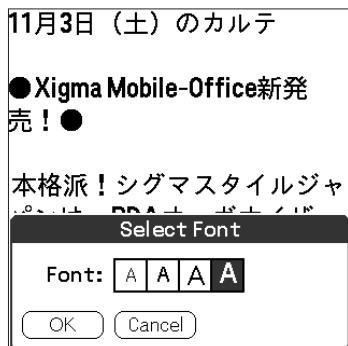 11月3日（土）のカルテ
●Xigma Mobile-Office新発
売！●
本格派！シグマスタイルジャ
Select Font
Font: A A A A
OK Cancel